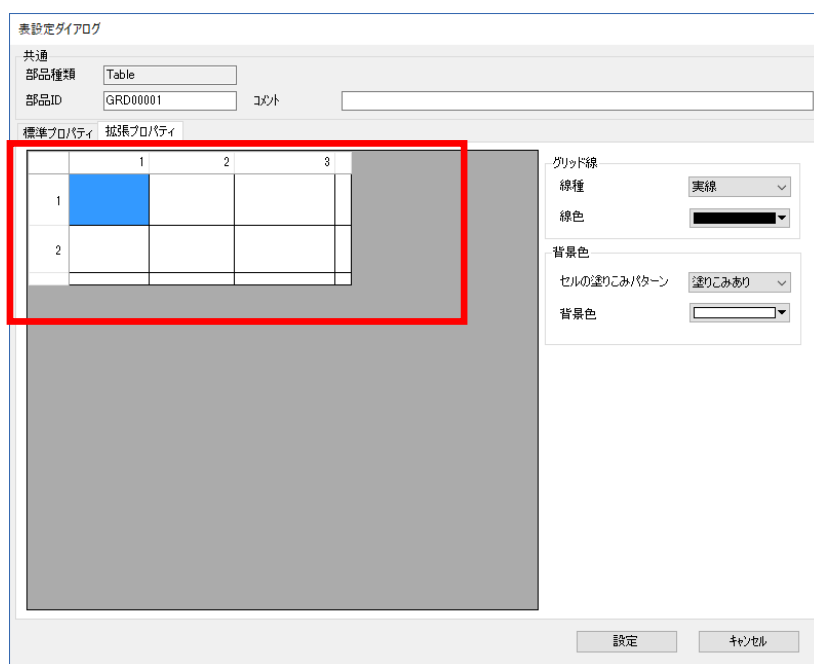 表設定ダイアログ
共通
部品種類 Table
部品ID GRD00001 コメント
標準プロパティ 拡張プロパティ
1 2 3
1
2
グリッド線
線種 実線
線色
背景色
セルの塗りこみパターン 塗りこみあり
背景色
設定 キャンセル